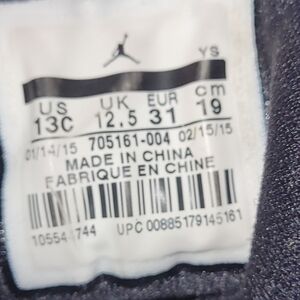 YS
US UK EUR cm
13C 12.5 31 19
01/14/15 705161-004 02/15/15
MADE IN CHINA
FABRIQUE EN CHINE
UPC 00885179145161